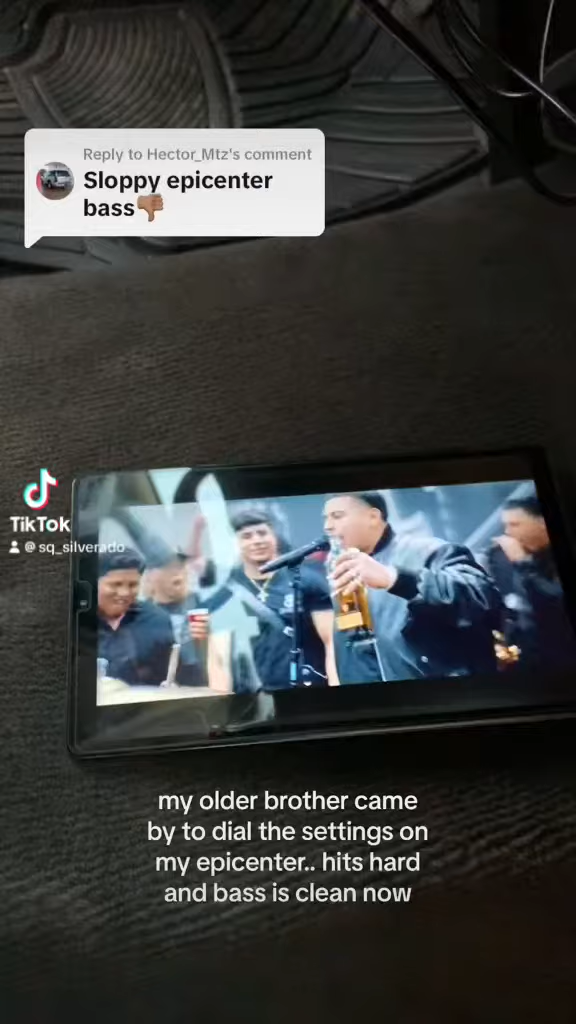 Reply to Hector_Mtz's comment
Sloppy epicenter
bass👎🏽
TikTok
@ sq_silverado
my older brother came
by to dial the settings on
my epicenter.. hits hard
and bass is clean now